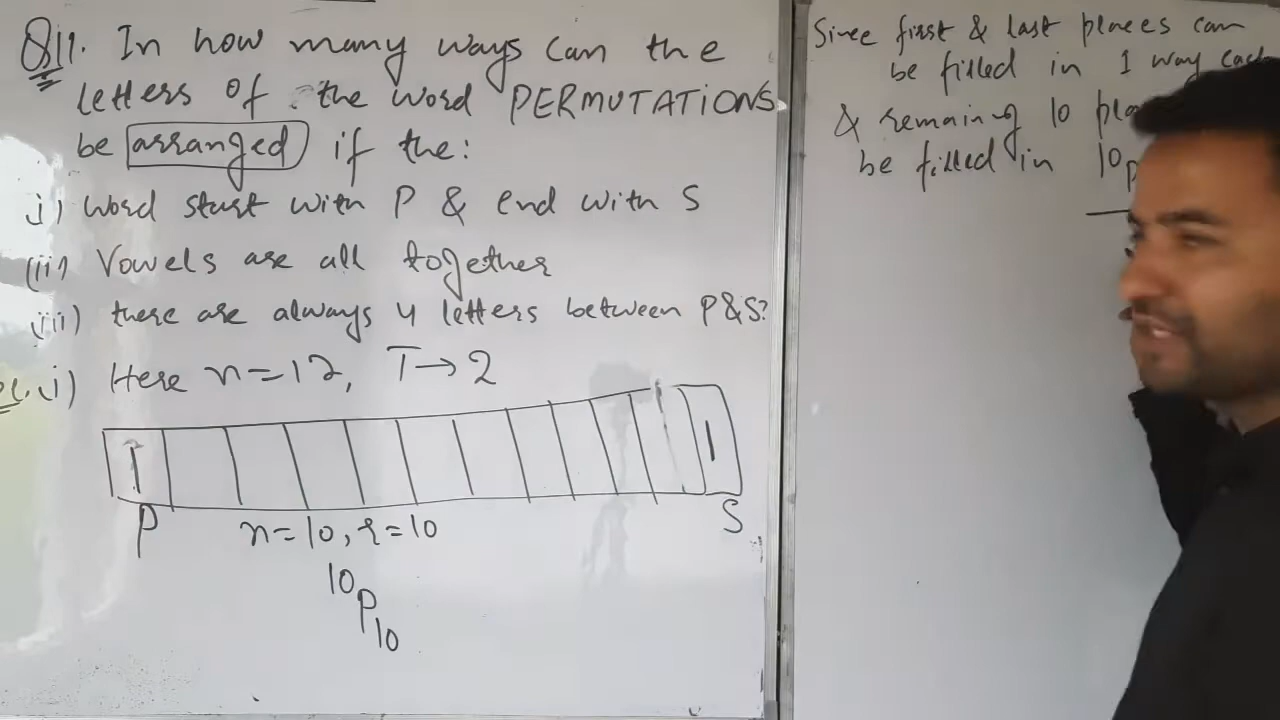 Q11. In how many ways can the
letters of the word PERMUTATIONS
be arranged if the:
i) Word start with P & end with S
(ii) Vowels are all together
(iii) there are always 4 letters between P&S?
i) Here n=12, T→2
1 1
P S
n=10, r=10
10P10
Since first & last places can
be filled in 1 way
& remaining 10
be filled in 10P